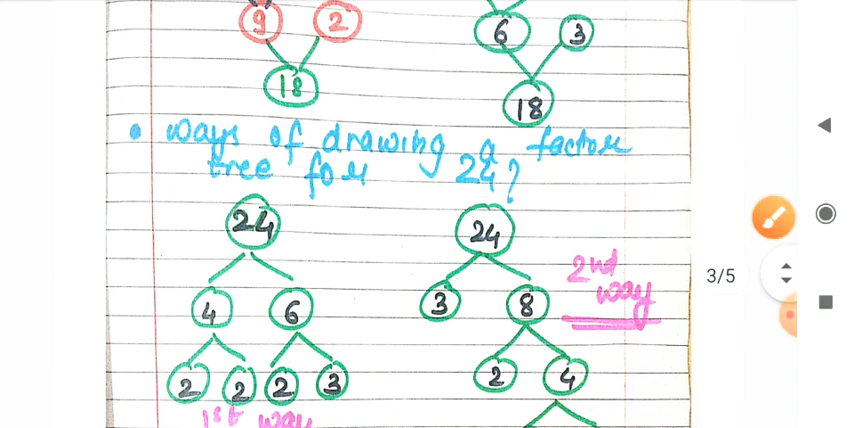 9 2 6 3
18 18
• ways of drawing a factor
tree for 24?
24 24
2nd
way
4 6 3 8
3/5
2 2 2 3 2 4
1st way